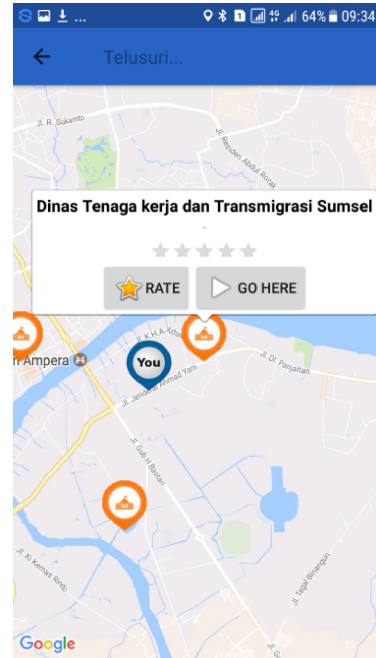 64% 09:34
Telusuri...
Jl. R. Sukamto
Jl. Residen Abdul Rozak
Dinas Tenaga kerja dan Transmigrasi Sumsel
-
RATE
GO HERE
Jl. K.H.A Azhari
n Ampera
You
Jl. DI. Panjaitan
Jl. Jenderal Ahmad Yani
Jl. Gub H Bastari
Jl. Ki Kemas Rindo
Jl. Tegal Binangun
Jl. G
Google